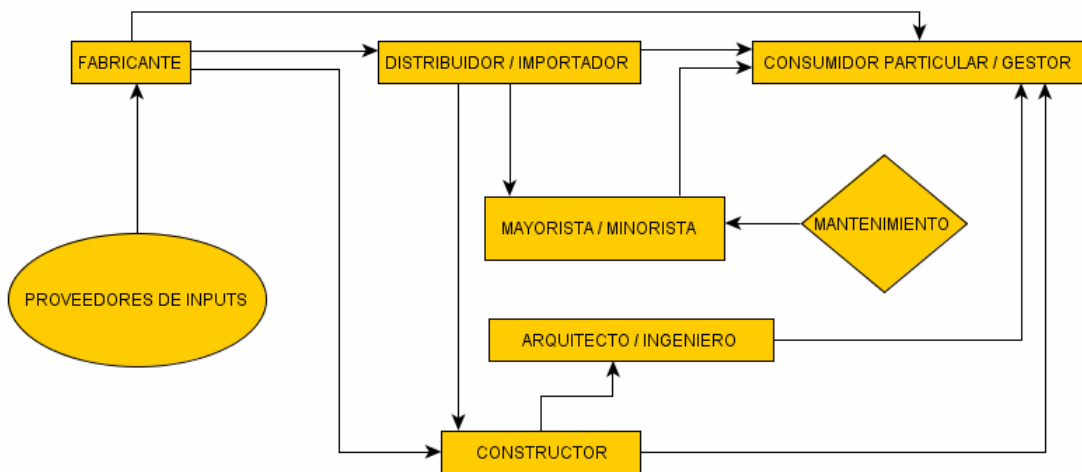 FABRICANTE
DISTRIBUIDOR / IMPORTADOR
CONSUMIDOR PARTICULAR / GESTOR
MAYORISTA / MINORISTA
MANTENIMIENTO
PROVEEDORES DE INPUTS
ARQUITECTO / INGENIERO
CONSTRUCTOR